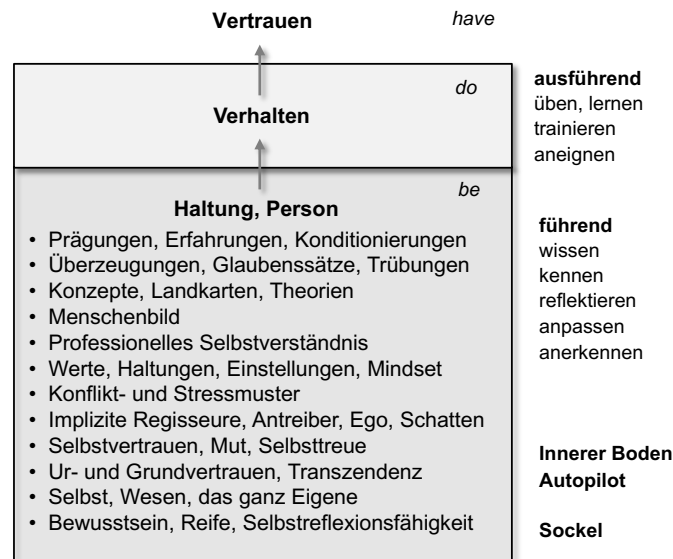 Vertrauen have
do
Verhalten
ausführend
üben, lernen
trainieren
aneignen
be
Haltung, Person
• Prägungen, Erfahrungen, Konditionierungen
• Überzeugungen, Glaubenssätze, Trübungen
• Konzepte, Landkarten, Theorien
• Menschenbild
• Professionelles Selbstverständnis
• Werte, Haltungen, Einstellungen, Mindset
• Konflikt- und Stressmuster
• Implizite Regisseure, Antreiber, Ego, Schatten
• Selbstvertrauen, Mut, Selbsttreue
• Ur- und Grundvertrauen, Transzendenz
• Selbst, Wesen, das ganz Eigene
• Bewusstsein, Reife, Selbstreflexionsfähigkeit
führend
wissen
kennen
reflektieren
anpassen
anerkennen
Innerer Boden
Autopilot
Sockel